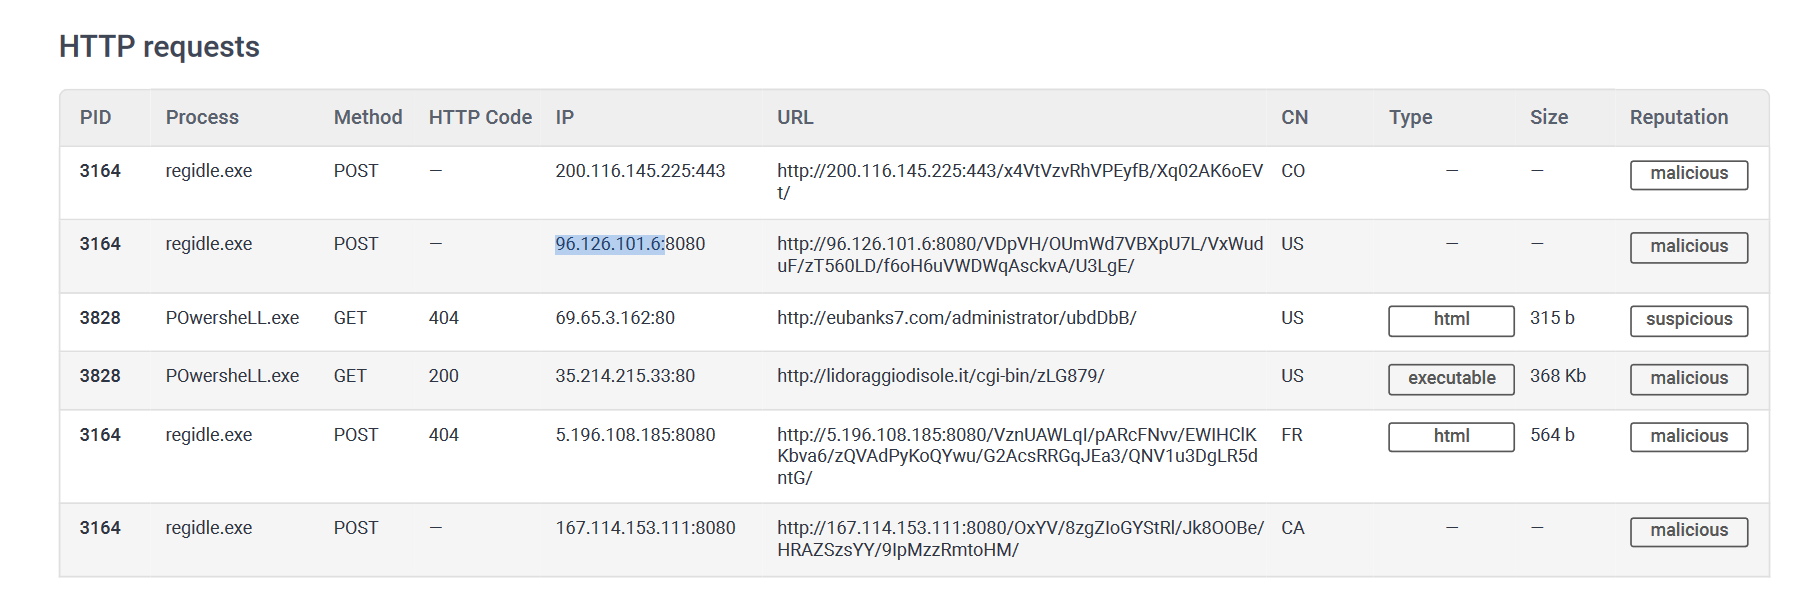 HTTP requests
PID Process Method HTTP Code IP URL CN Type Size Reputation
3164 regidle.exe POST — 200.116.145.225:443 http://200.116.145.225:443/x4VtVzvRhVPEyfB/Xq02AK6oEV CO — — malicious
t/
3164 regidle.exe POST — 96.126.101.6:8080 http://96.126.101.6:8080/VDpVH/OUmWd7VBXpU7L/VxWud US — — malicious
uF/zT560LD/f6oH6uVWDWqAsckvA/U3LgE/
3828 POwersheLL.exe GET 404 69.65.3.162:80 http://eubanks7.com/administrator/ubdDbB/ US html 315 b suspicious
3828 POwersheLL.exe GET 200 35.214.215.33:80 http://lidoraggiodisole.it/cgi-bin/zLG879/ US executable 368 Kb malicious
3164 regidle.exe POST 404 5.196.108.185:8080 http://5.196.108.185:8080/VznUAWLqI/pARcFNvv/EWIHClK FR html 564 b malicious
Kbva6/zQVAdPyKoQYwu/G2AcsRRGqJEa3/QNV1u3DgLR5d
ntG/
3164 regidle.exe POST — 167.114.153.111:8080 http://167.114.153.111:8080/OxYV/8zgZIoGYStRl/Jk8OOBe/ CA — — malicious
HRAZSzsYY/9IpMzzRmtoHM/